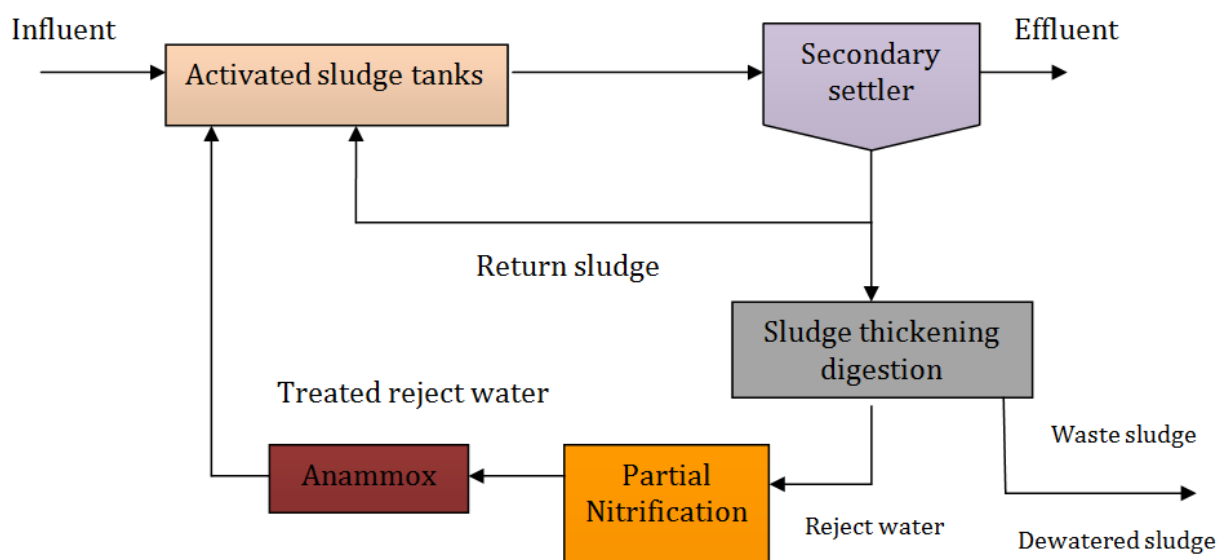 Influent
Activated sludge tanks
Secondary
settler
Effluent
Return sludge
Sludge thickening
digestion
Treated reject water
Waste sludge
Anammox
Partial
Nitrification
Reject water
Dewatered sludge